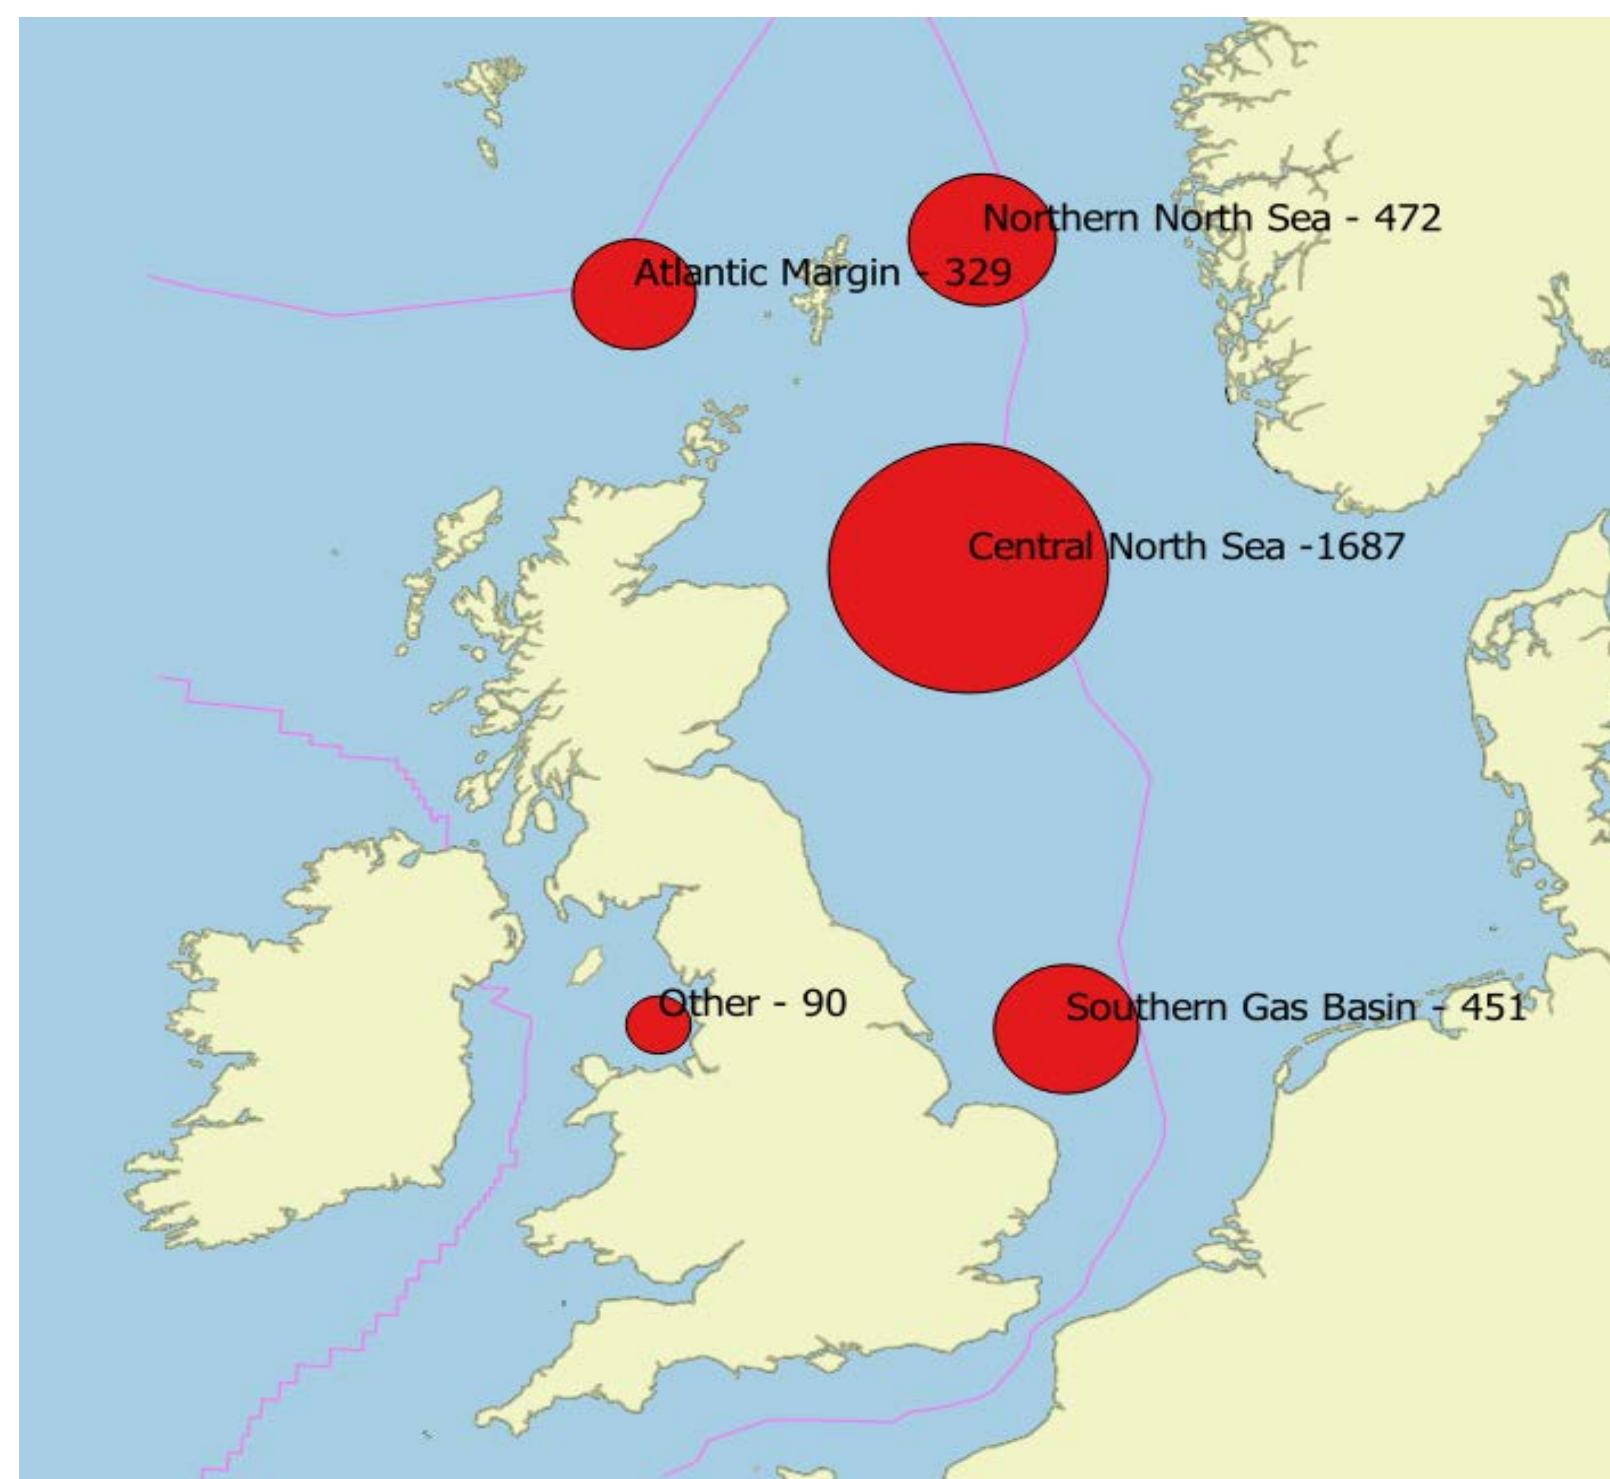 Northern North Sea - 472
Atlantic Margin - 329
Central North Sea -1687
Other - 90
Southern Gas Basin - 451